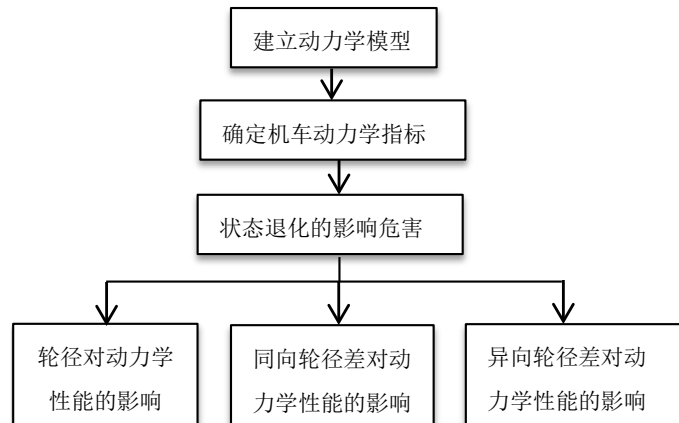 建立动力学模型
确定机车动力学指标
状态退化的影响危害
轮径对动力学
性能的影响
同向轮径差对动
力学性能的影响
异向轮径差对动
力学性能的影响